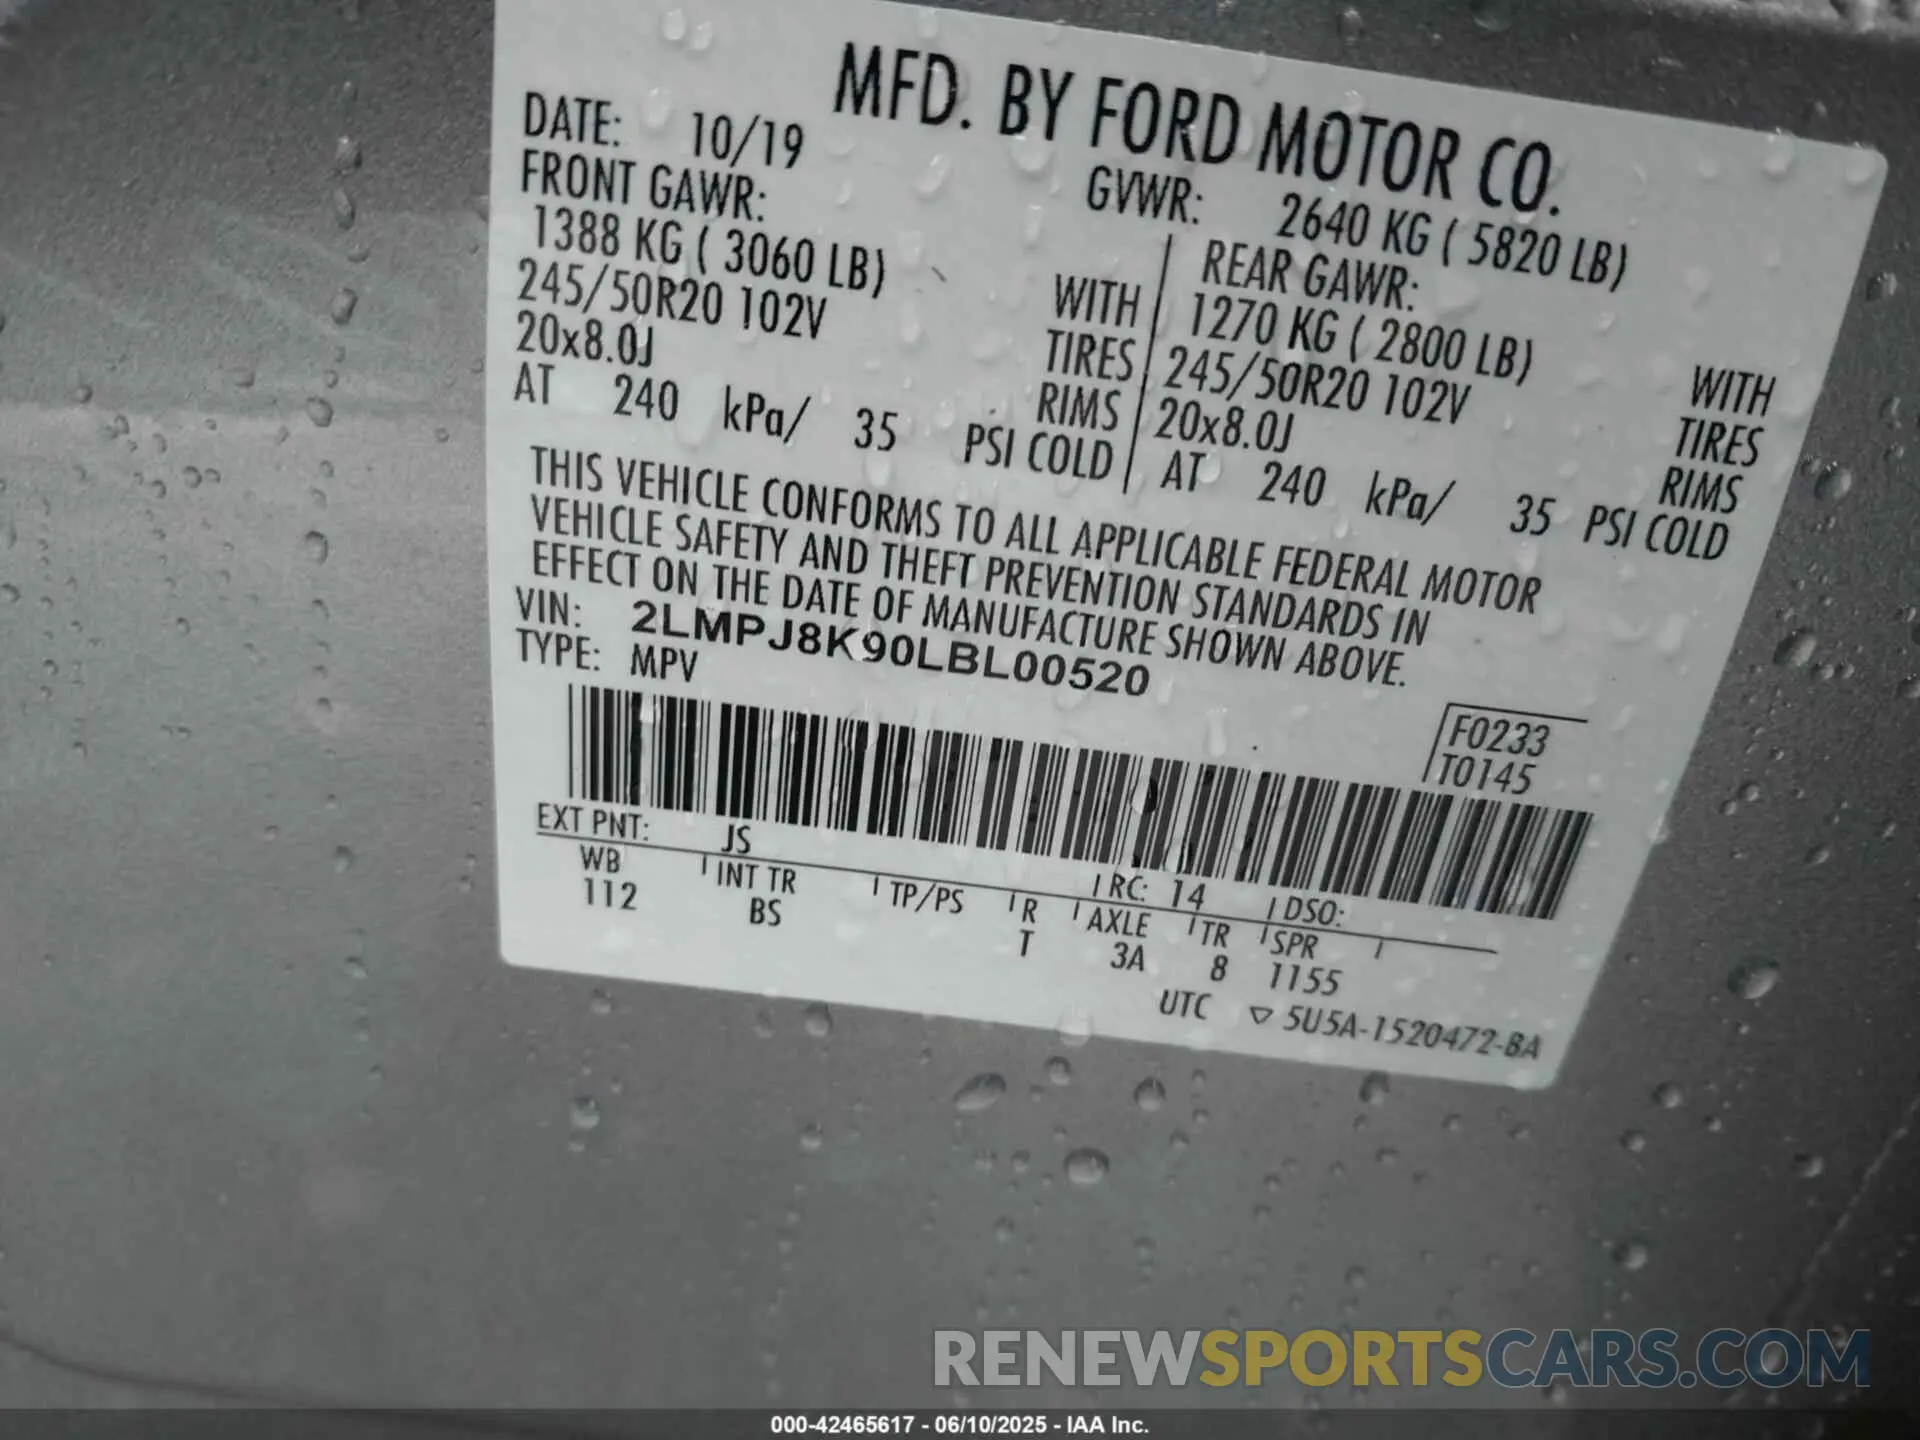 MFD. BY FORD MOTOR CO.
DATE: 10/19 GVWR: 2640 KG ( 5820 LB)
FRONT GAWR: REAR GAWR:
1388 KG ( 3060 LB) WITH 1270 KG ( 2800 LB) WITH
245/50R20 102V TIRES 245/50R20 102V TIRES
20x8.0J RIMS 20x8.0J RIMS
AT 240 kPa/ 35 PSI COLD AT 240 kPa/ 35 PSI COLD
THIS VEHICLE CONFORMS TO ALL APPLICABLE FEDERAL MOTOR
VEHICLE SAFETY AND THEFT PREVENTION STANDARDS IN
EFFECT ON THE DATE OF MANUFACTURE SHOWN ABOVE.
VIN: 2LMPJ8K90LBL00520
TYPE: MPV
F0233
T0145
EXT PNT: JS RC: 14 DSO:
WB INT TR TP/PS R AXLE TR SPR
112 BS T 3A 8 1155
UTC ▽ 5U5A-1520472-BA
RENEWSPORTSCARS.COM
000-42465617 - 06/10/2025 - IAA Inc.